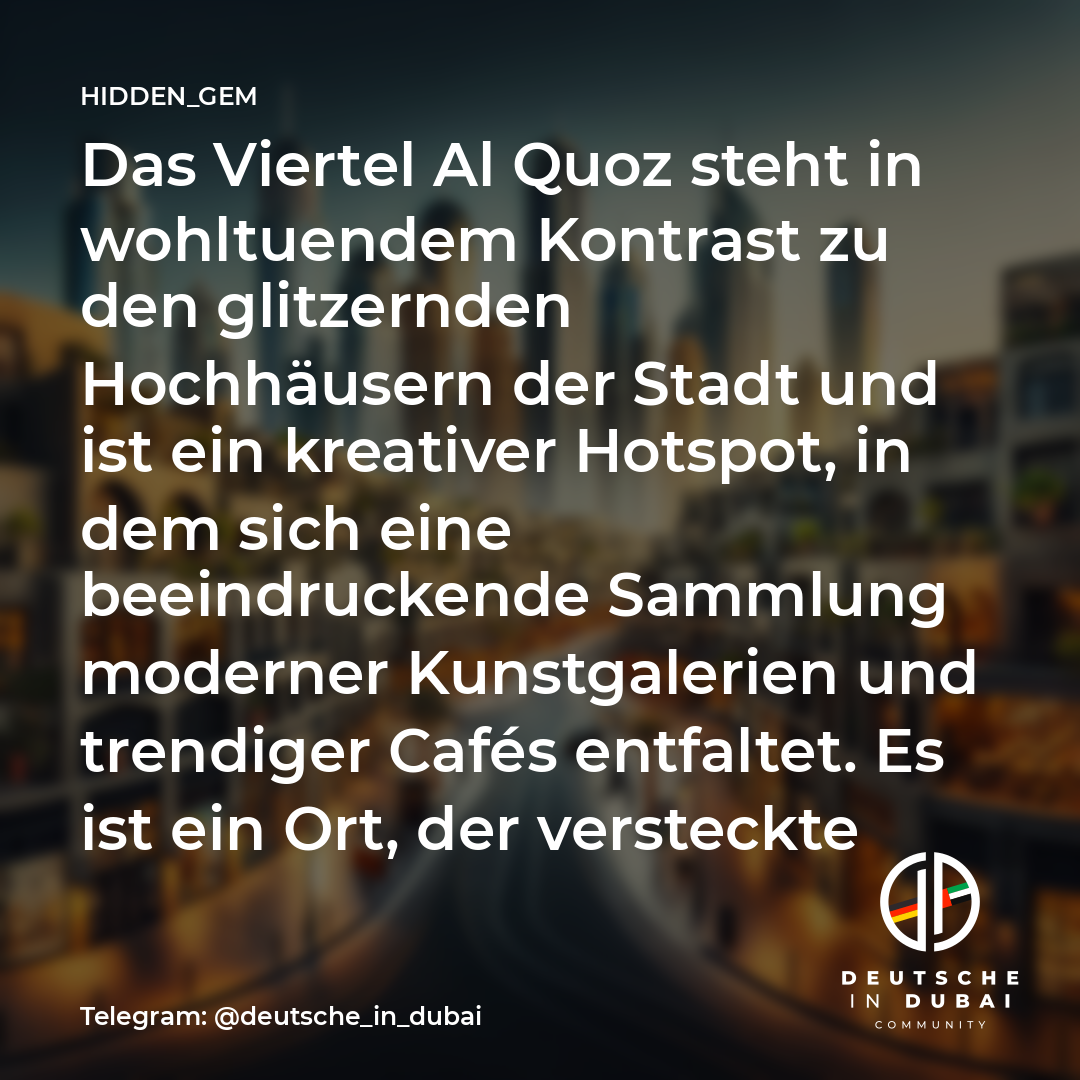 HIDDEN_GEM
Das Viertel Al Quoz steht in
wohltuendem Kontrast zu
den glitzernden
Hochhäusern der Stadt und
ist ein kreativer Hotspot, in
dem sich eine
beeindruckende Sammlung
moderner Kunstgalerien und
trendiger Cafés entfaltet. Es
ist ein Ort, der versteckte
DEUTSCHE
IN DUBAI
COMMUNITY
Telegram: @deutsche_in_dubai